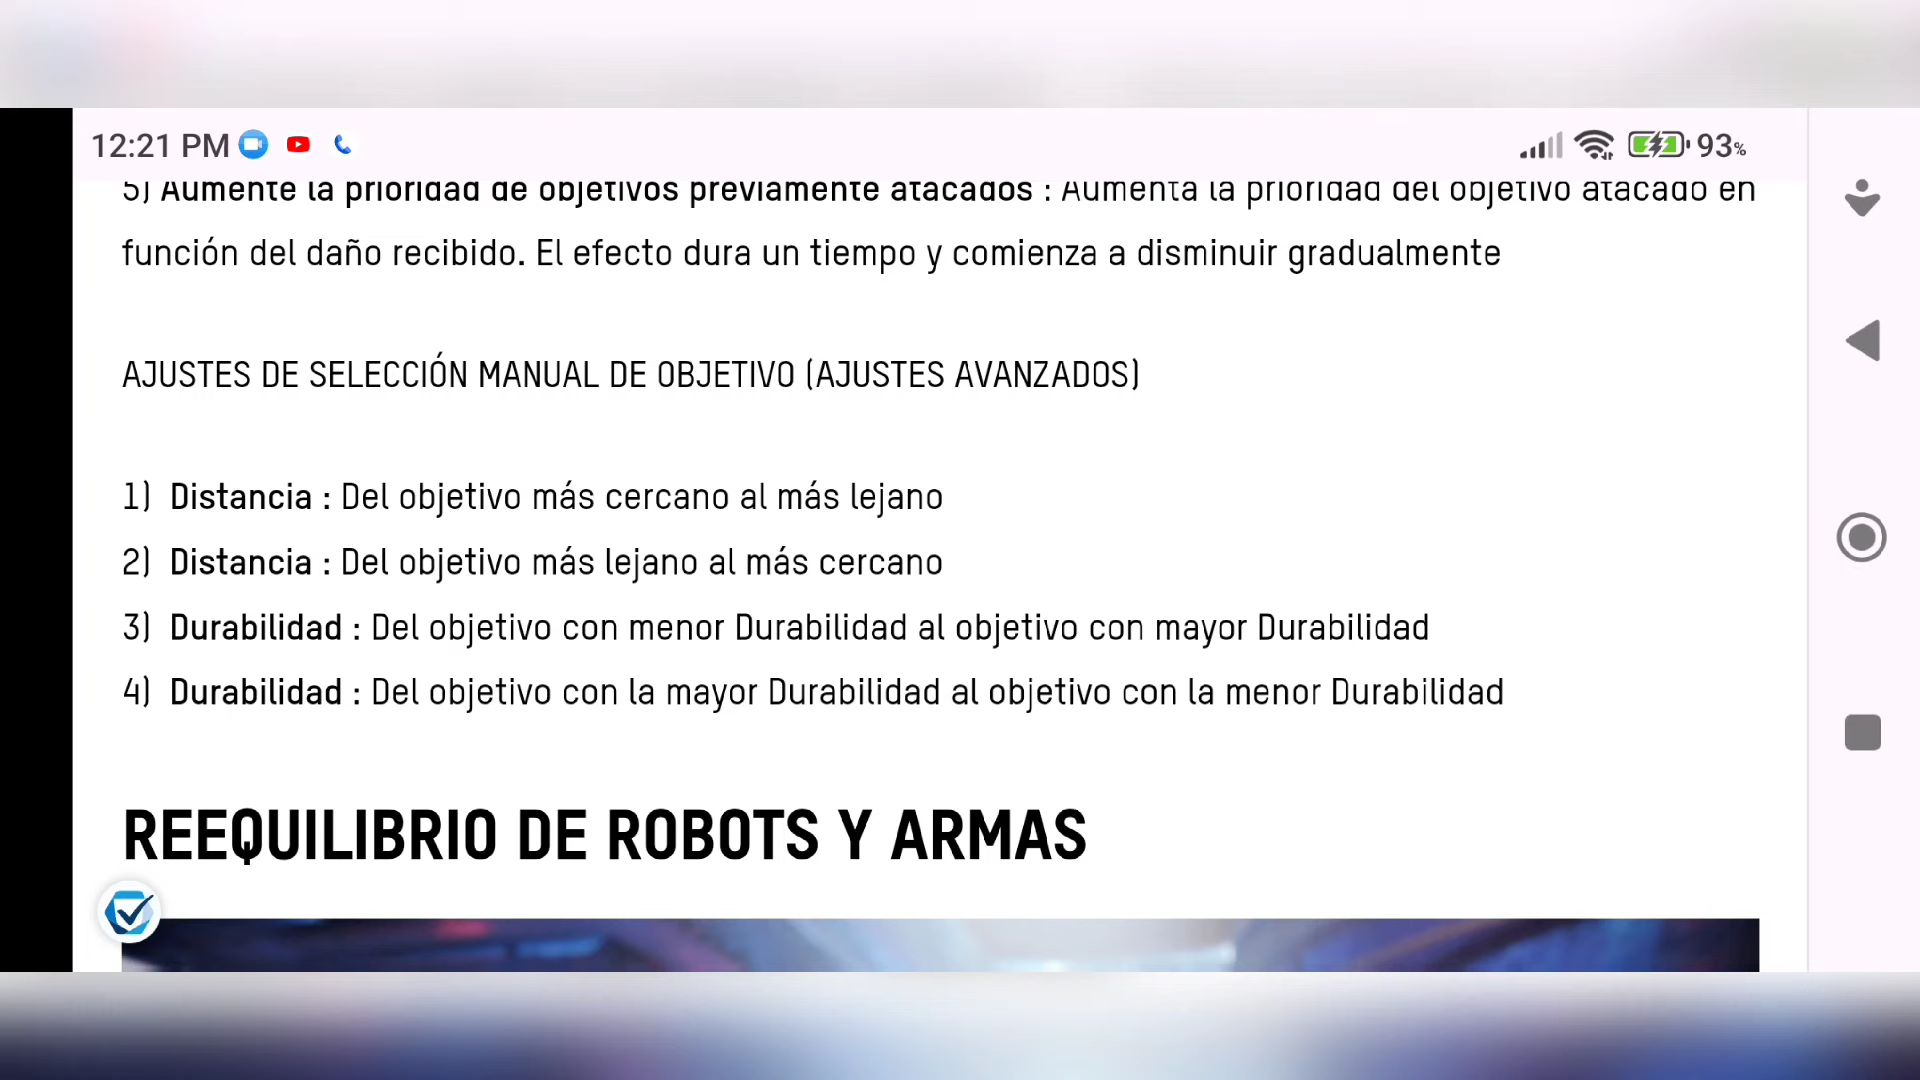 12:21 PM
93%
5) Aumente la prioridad de objetivos previamente atacados : Aumenta la prioridad del objetivo atacado en
función del daño recibido. El efecto dura un tiempo y comienza a disminuir gradualmente
AJUSTES DE SELECCIÓN MANUAL DE OBJETIVO (AJUSTES AVANZADOS)
1) Distancia : Del objetivo más cercano al más lejano
2) Distancia : Del objetivo más lejano al más cercano
3) Durabilidad : Del objetivo con menor Durabilidad al objetivo con mayor Durabilidad
4) Durabilidad : Del objetivo con la mayor Durabilidad al objetivo con la menor Durabilidad
REEQUILIBRIO DE ROBOTS Y ARMAS